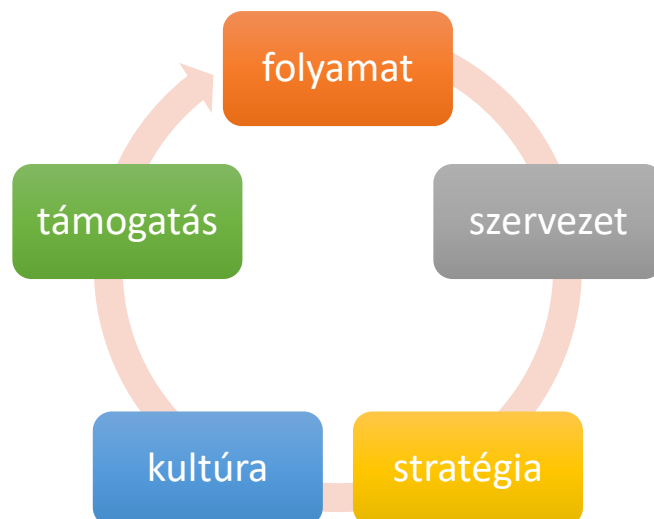 folyamat
szervezet
stratégia
kultúra
támogatás